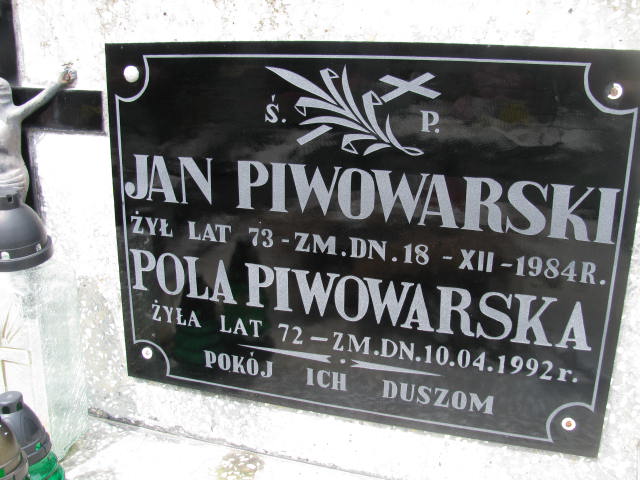 Ś. P.
JAN PIWOWARSKI
ŻYŁ LAT 73 - ZM. DN. 18 - XII - 1984 R.
POLA PIWOWARSKA
ŻYŁA LAT 72 - ZM. DN. 10.04.1992 r.
POKÓJ ICH DUSZOM